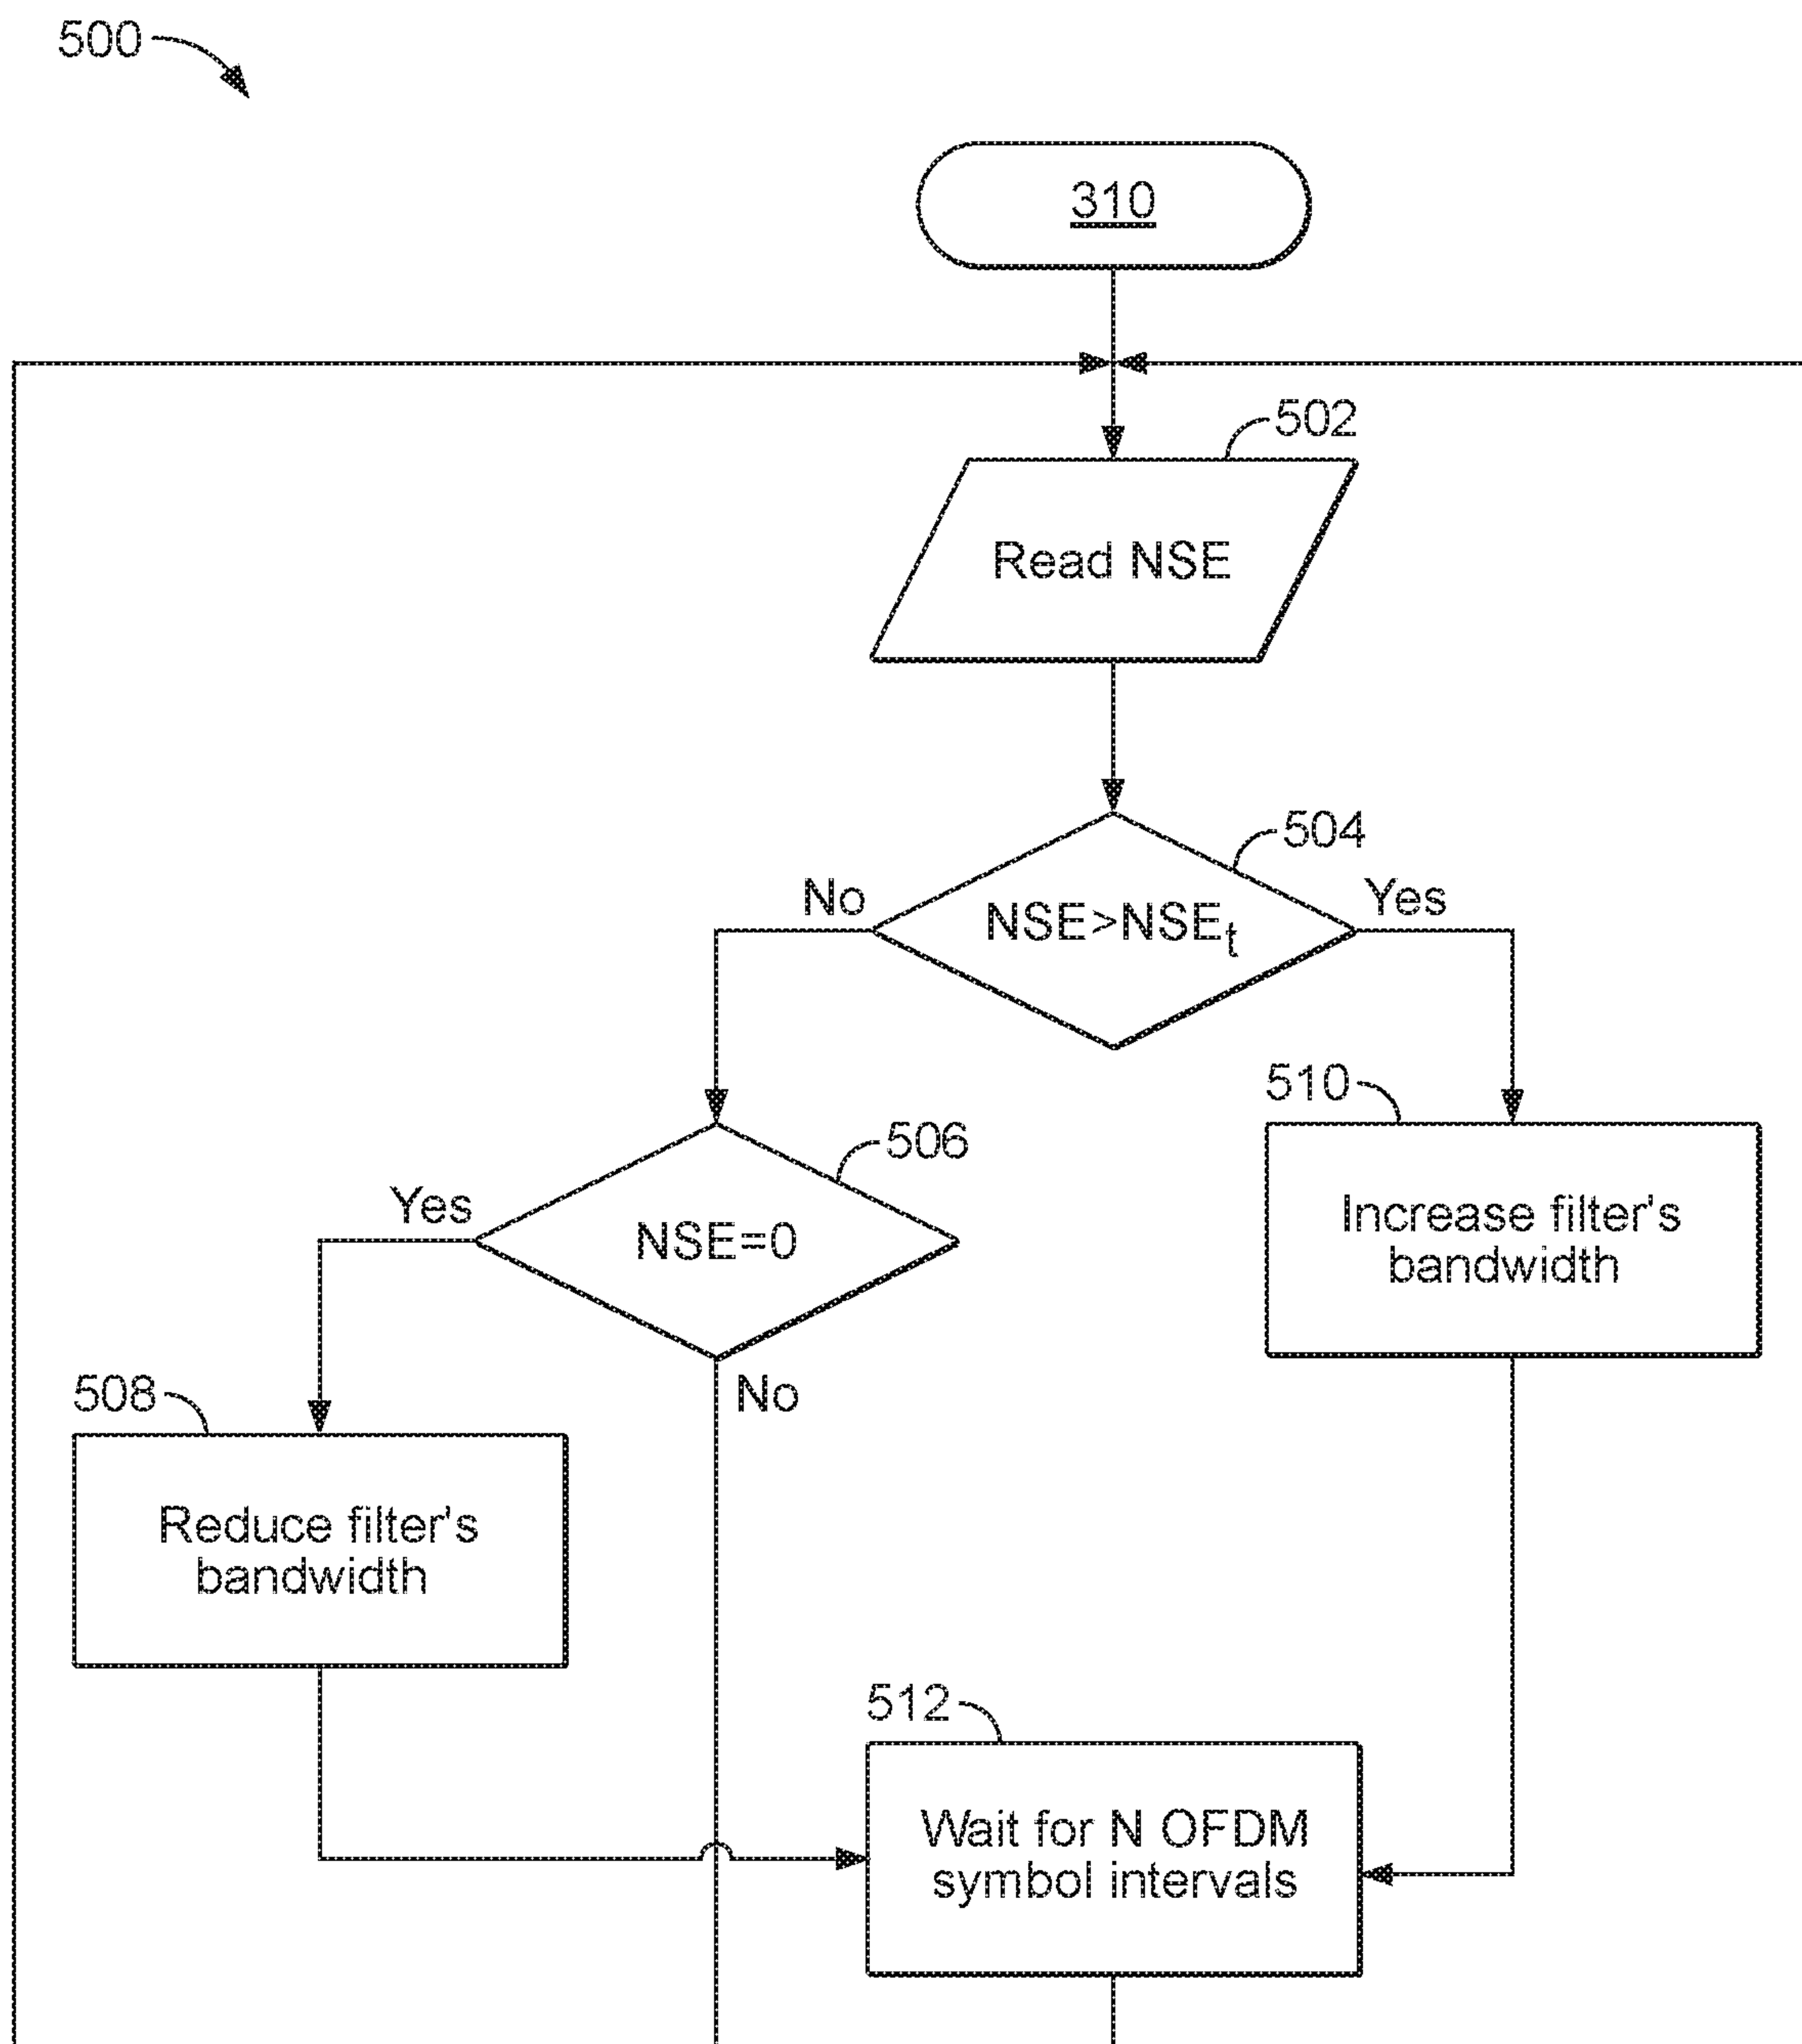 500
310
502
Read NSE
504
No
NSE>NSEt
Yes
510
506
Yes
NSE=0
Increase filter's
bandwidth
508
No
Reduce filter's
bandwidth
512
Wait for N OFDM
symbol intervals